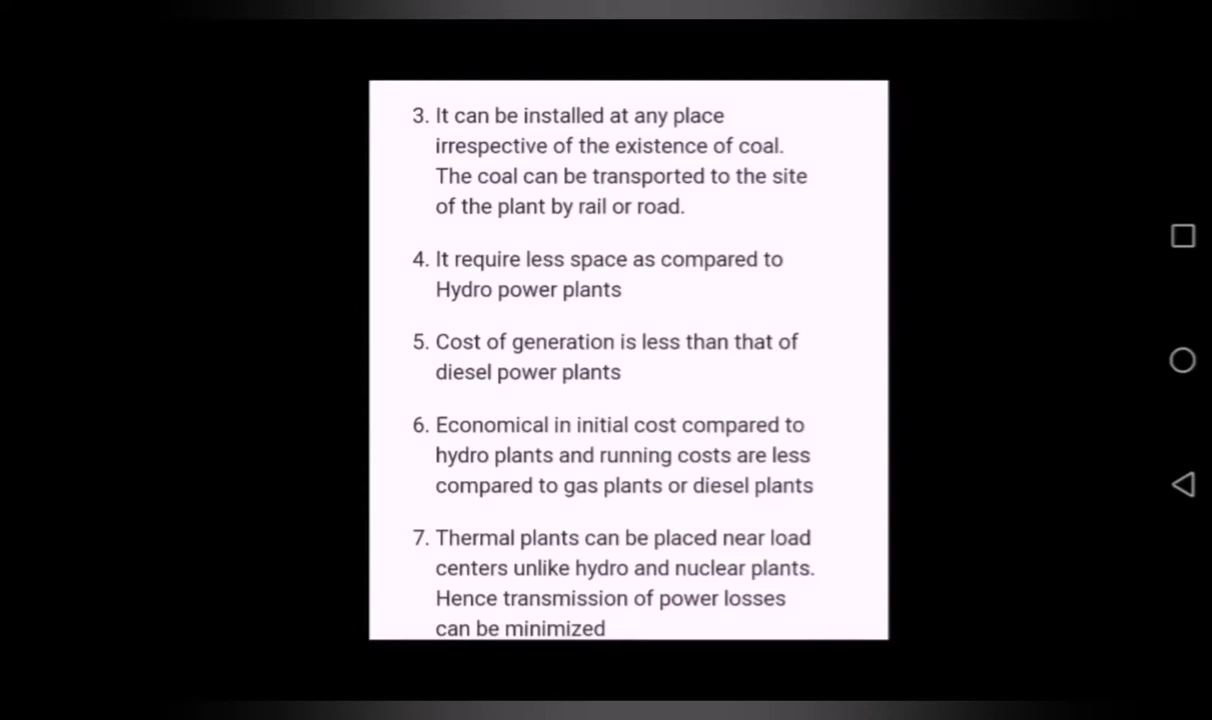 3. It can be installed at any place
irrespective of the existence of coal.
The coal can be transported to the site
of the plant by rail or road.
4. It require less space as compared to
Hydro power plants
5. Cost of generation is less than that of
diesel power plants
6. Economical in initial cost compared to
hydro plants and running costs are less
compared to gas plants or diesel plants
7. Thermal plants can be placed near load
centers unlike hydro and nuclear plants.
Hence transmission of power losses
can be minimized